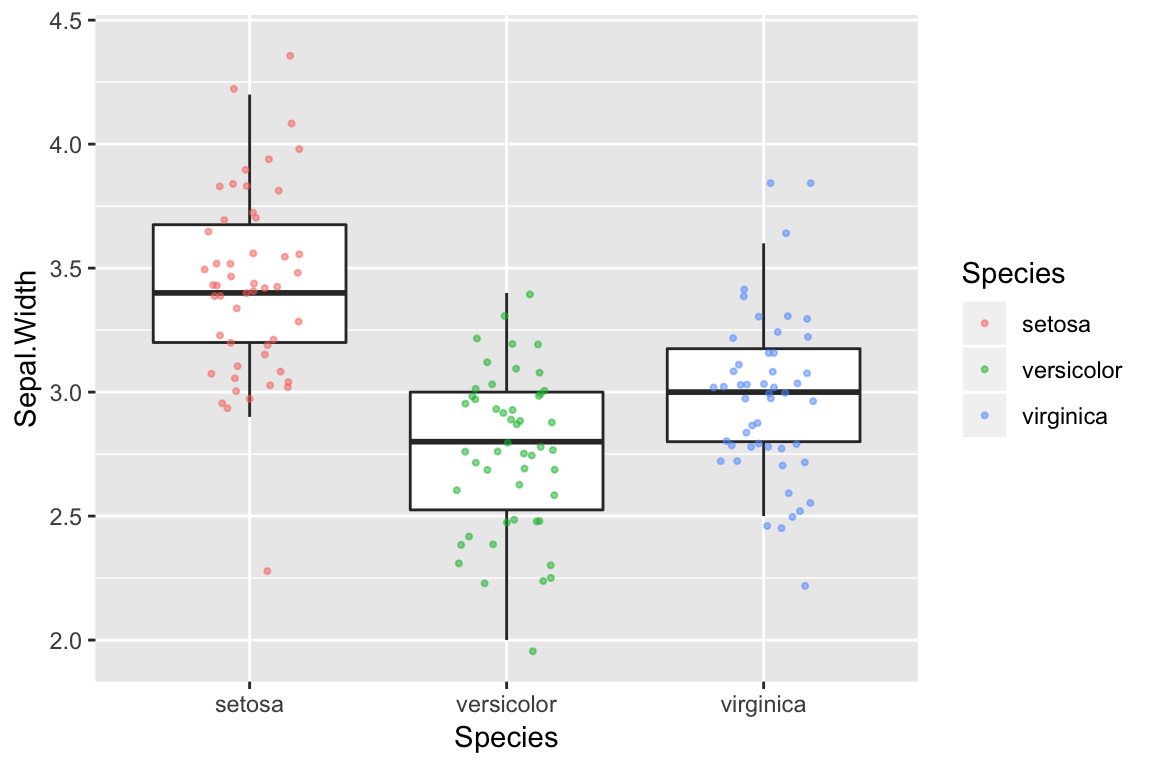 Sepal.Width
4.5
4.0
3.5
3.0
2.5
2.0
setosa
versicolor
virginica
Species
Species
setosa
versicolor
virginica